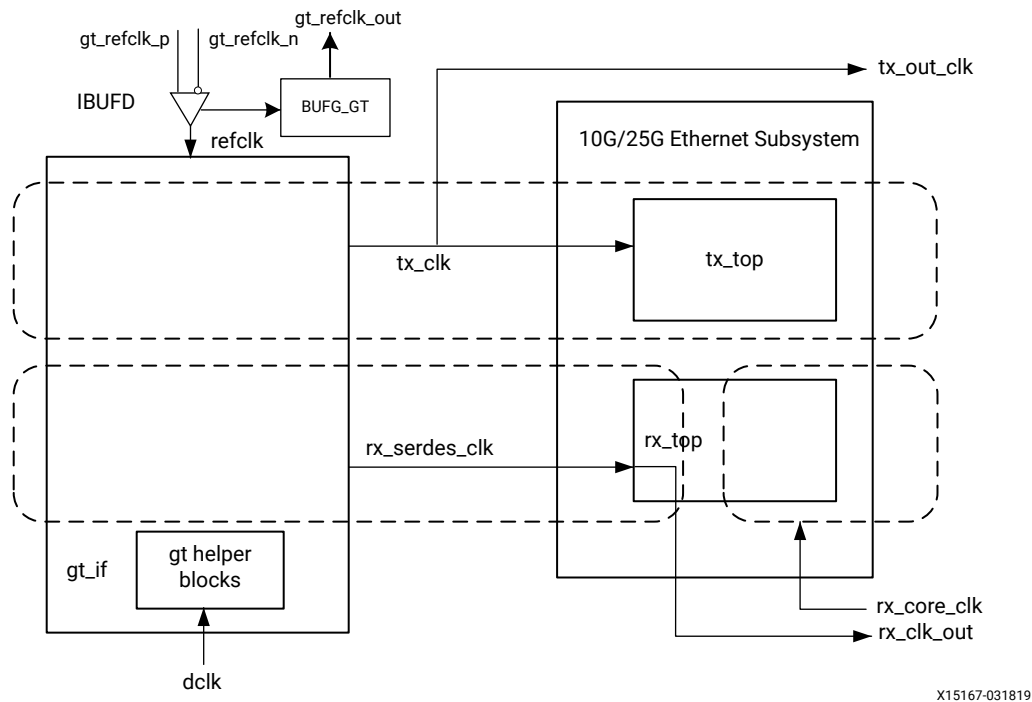 gt_refclk_out
gt_refclk_p
gt_refclk_n
tx_out_clk
IBUFD
BUFG_GT
refclk
10G/25G Ethernet Subsystem
tx_clk
tx_top
rx_serdes_clk
rx_top
gt_if
gt helper
blocks
rx_core_clk
rx_clk_out
dclk
X15167-031819